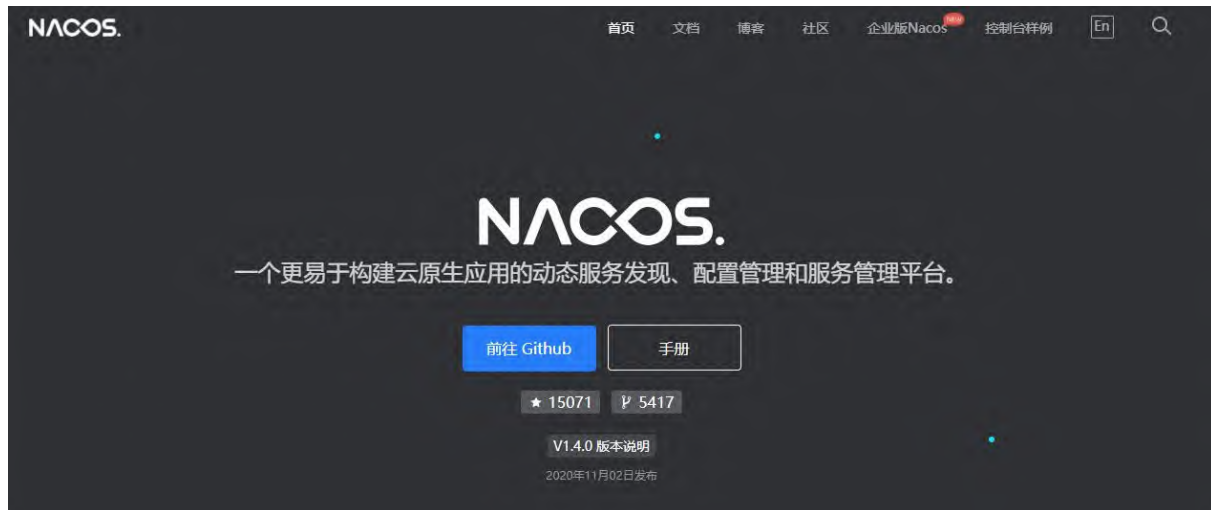 NACOS.
首页 文档 博客 社区 企业版Nacos New 控制台样例 En
NACOS.
一个更易于构建云原生应用的动态服务发现、配置管理和服务管理平台。
前往 Github 手册
15071 5417
V1.4.0 版本说明
2020年11月02日发布